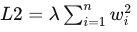 L2 = λ ∑_{i=1}^{n} w_i^2